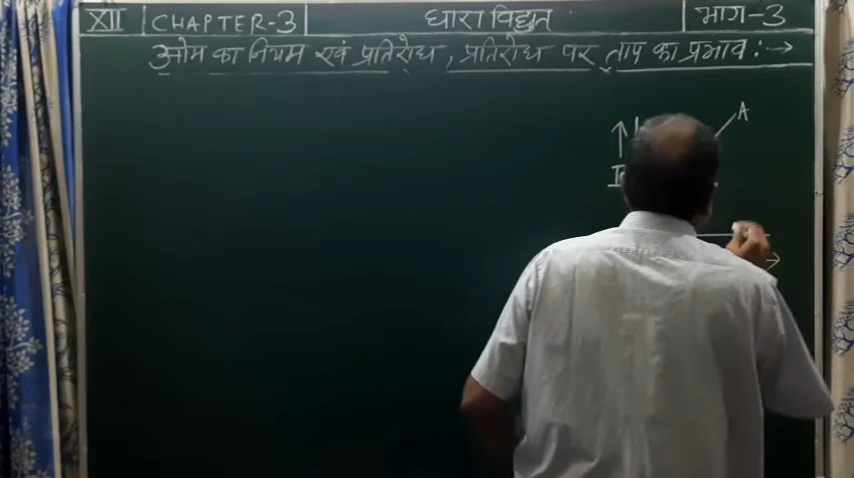 XII CHAPTER-3 धारा विद्युत भाग-3
ओम का नियम एवं प्रतिरोध, प्रतिरोध पर ताप का प्रभाव :→
A
I